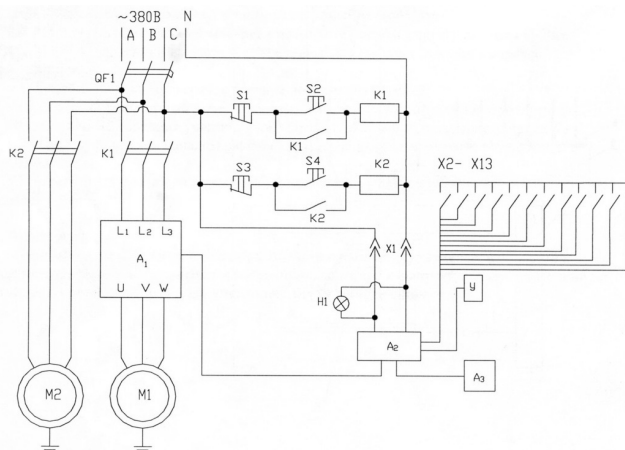 ~380В N
A B C
QF1
S1 S2 K1
K1
K2 K1
S3 S4 K2
K2
X2- X13
L1 L2 L3
A1
U V W
X1
H1
У
A2
A3
M2 M1